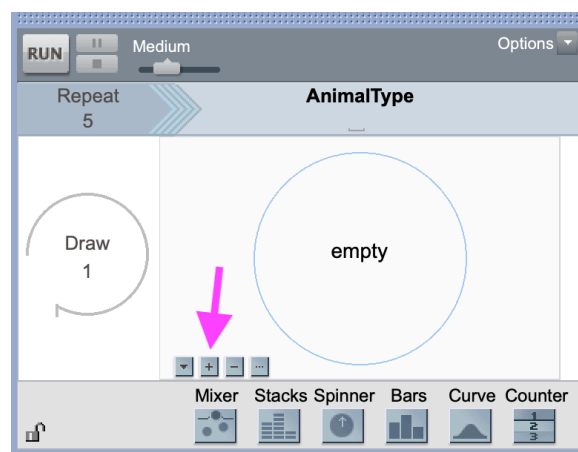 RUN Medium Options
Repeat AnimalType
5
Draw
1
empty
+ - ...
Mixer Stacks Spinner Bars Curve Counter
1
2
3